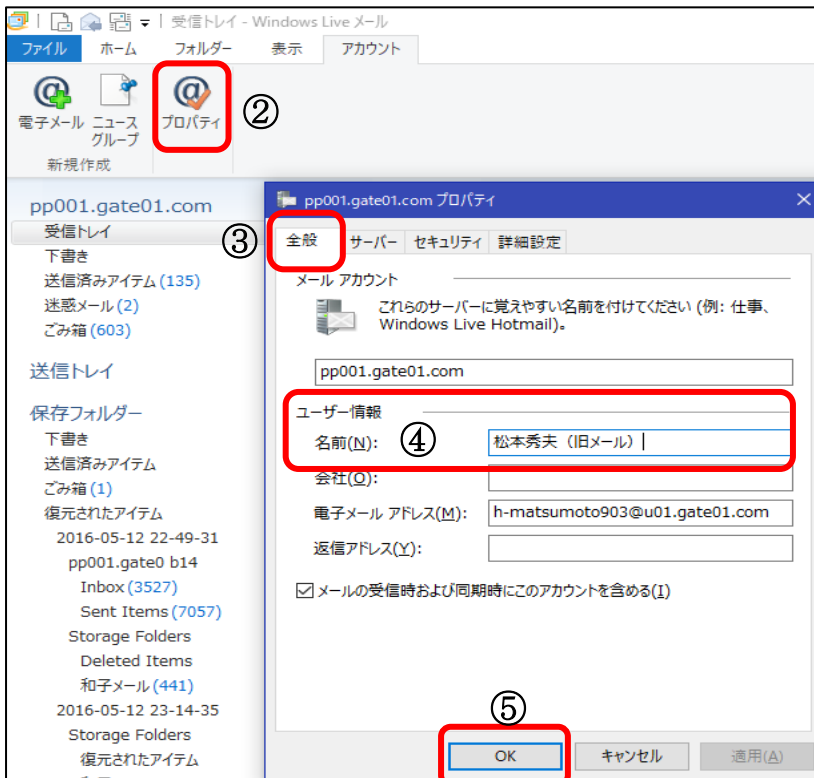 受信トレイ - Windows Live メール
ファイル ホーム フォルダー 表示 アカウント
電子メール ニュース グループ プロパティ ②
新規作成
pp001.gate01.com
受信トレイ
下書き
送信済みアイテム (135)
迷惑メール (2)
ごみ箱 (603)
送信トレイ
保存フォルダー
下書き
送信済みアイテム
ごみ箱 (1)
復元されたアイテム
2016-05-12 22-49-31
pp001.gate0 b14
Inbox (3527)
Sent Items (7057)
Storage Folders
Deleted Items
和子メール (441)
2016-05-12 23-14-35
Storage Folders
復元されたアイテム
pp001.gate01.com プロパティ
③ 全般 サーバー セキュリティ 詳細設定
メール アカウント
これらのサーバーに覚えやすい名前を付けてください (例: 仕事、
Windows Live Hotmail)。
pp001.gate01.com
ユーザー情報
名前(N): ④ 松本秀夫（旧メール）
会社(O):
電子メール アドレス(M): h-matsumoto903@u01.gate01.com
返信アドレス(Y):
メールの受信時および同期時にこのアカウントを含める(I)
⑤
OK キャンセル 適用(A)